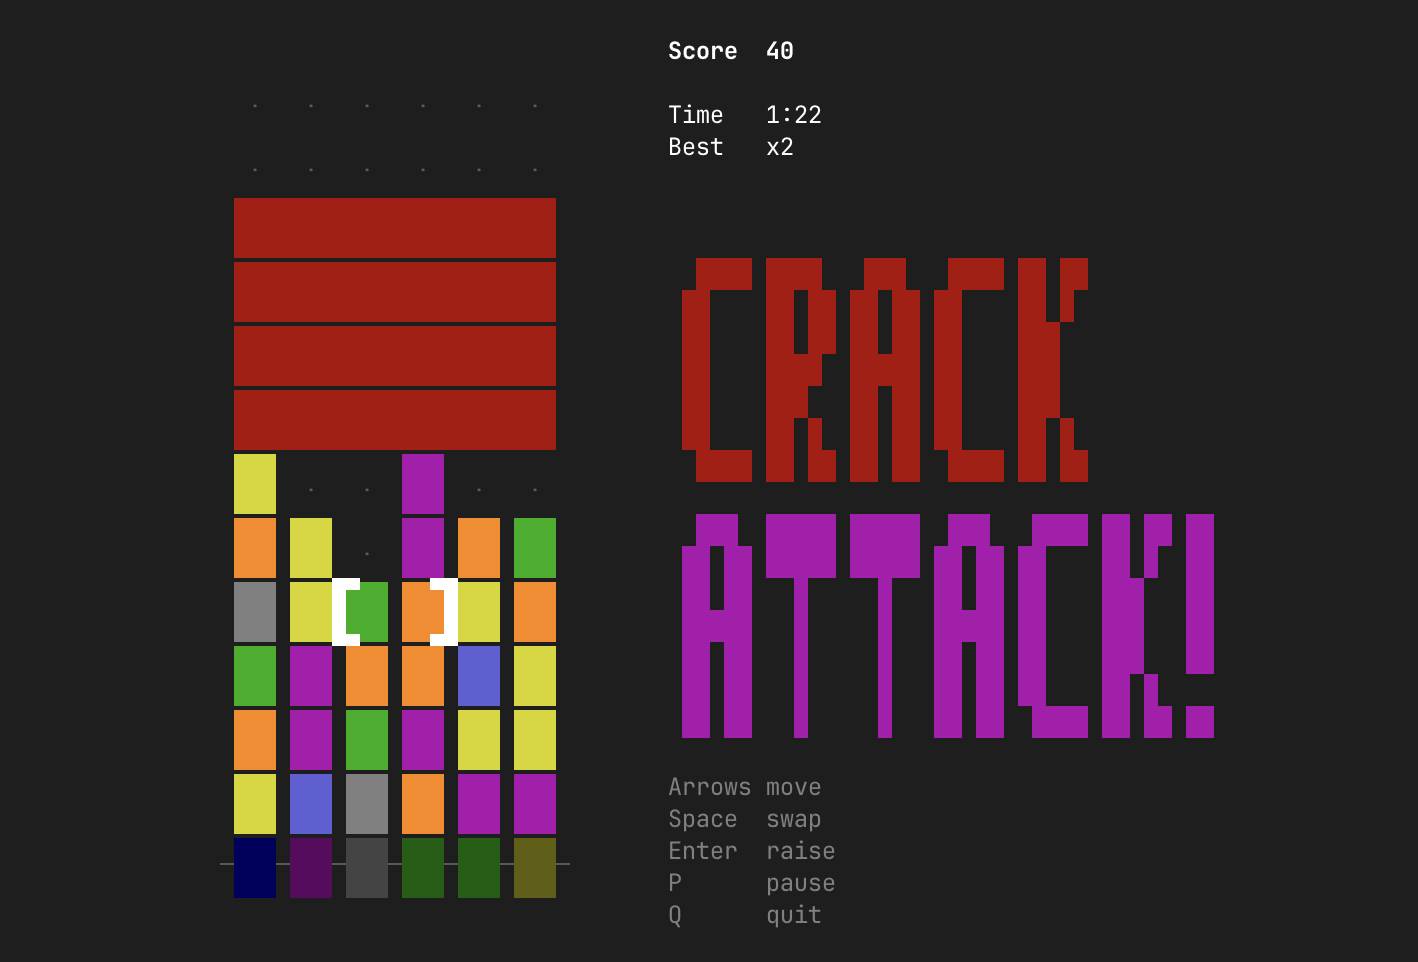 Score 40
Time 1:22
Best x2
CRACK
ATTACK!
Arrows move
Space swap
Enter raise
P pause
Q quit